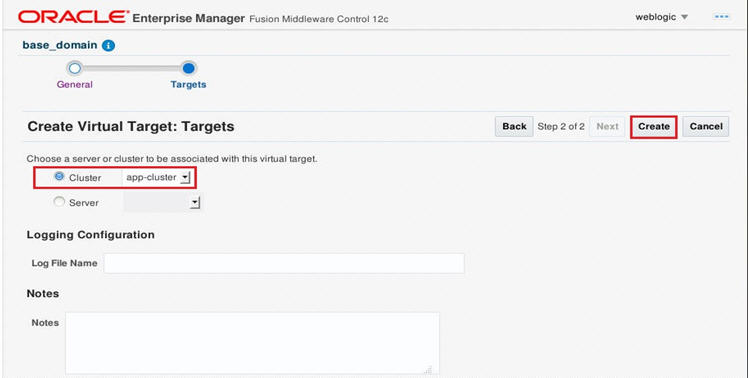 ORACLE Enterprise Manager Fusion Middleware Control 12c
weblogic
base_domain
General
Targets
Create Virtual Target: Targets
Back Step 2 of 2 Next Create Cancel
Choose a server or cluster to be associated with this virtual target.
Cluster app-cluster
Server
Logging Configuration
Log File Name
Notes
Notes